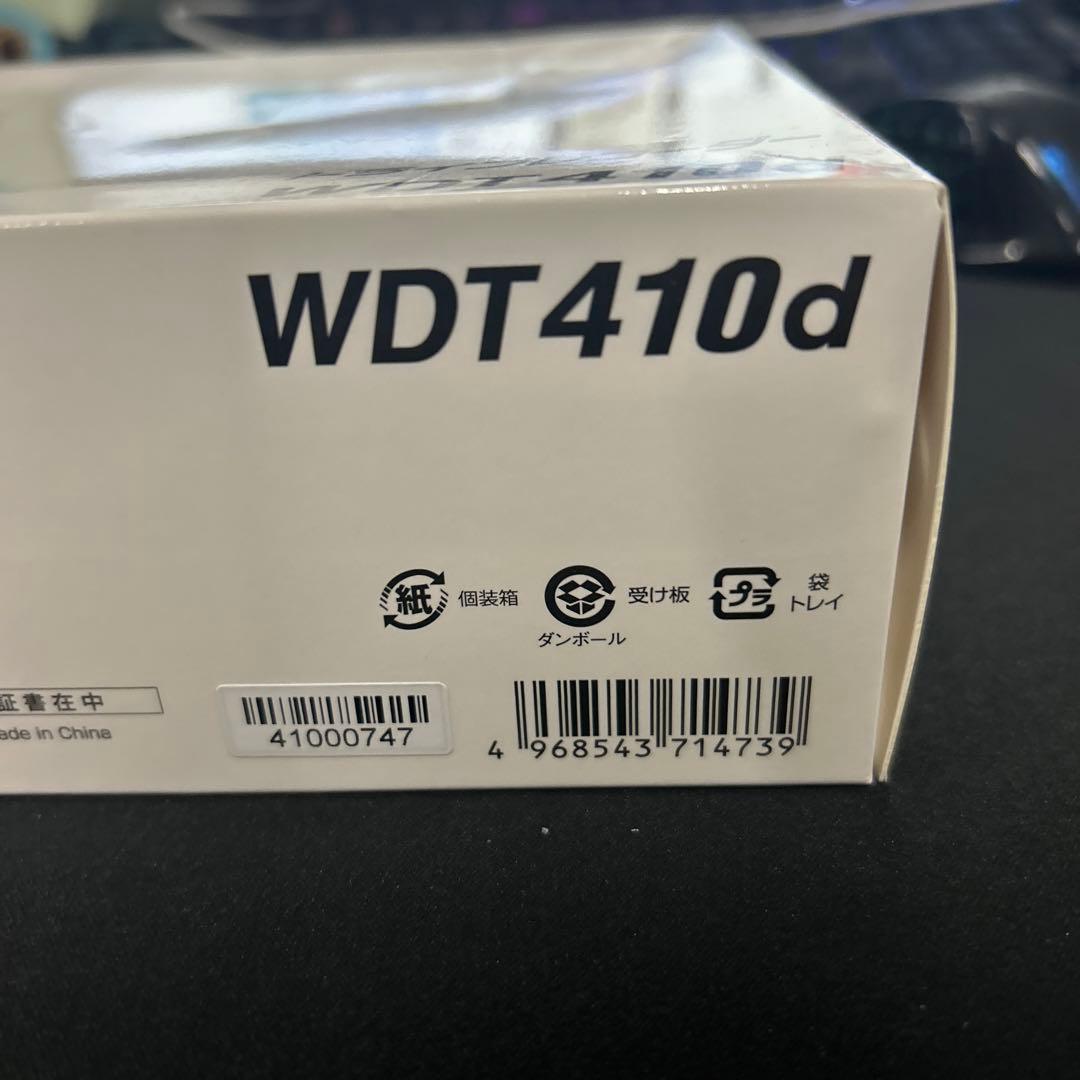 WDT410d
紙 個装箱
ダンボール 受け板
プラ 袋
トレイ
証書在中
ade in China
41000747
4 968543 714739